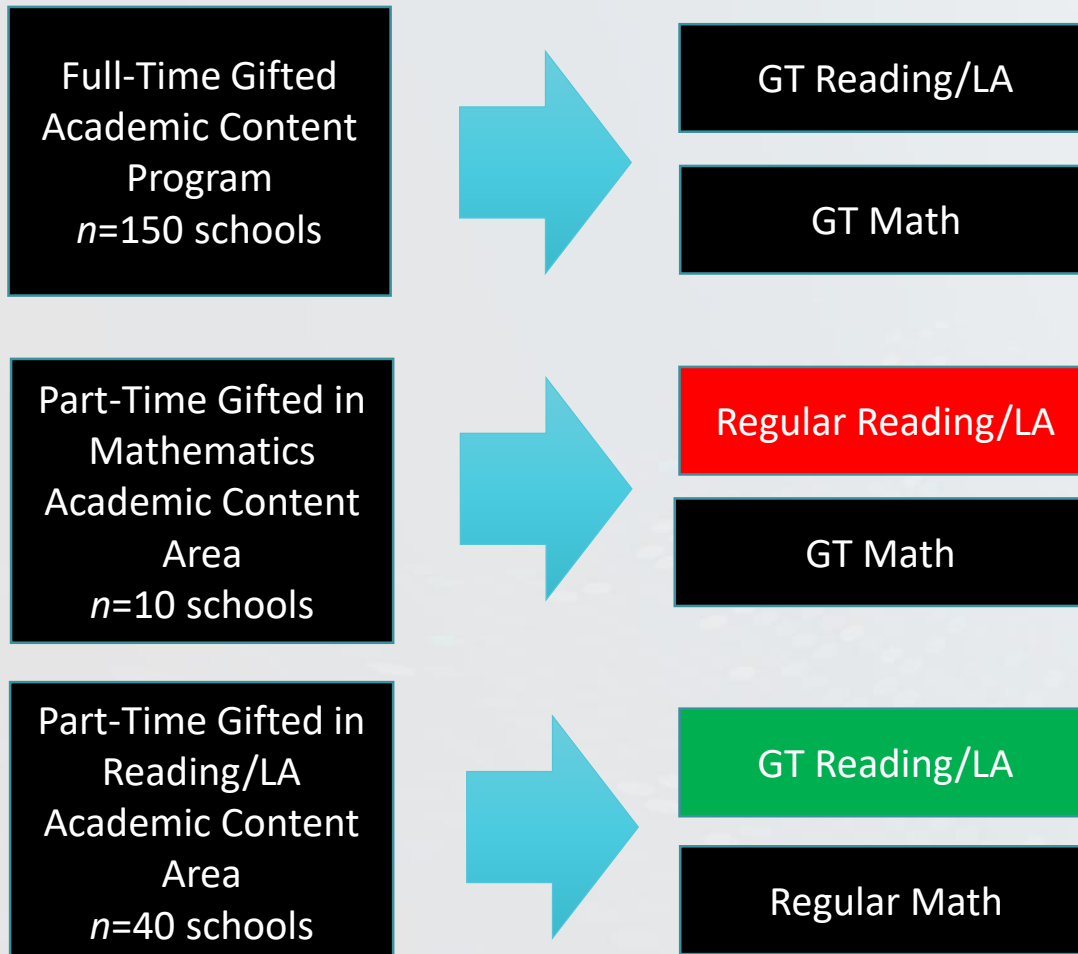 Full-Time Gifted
Academic Content
Program
n=150 schools
GT Reading/LA
GT Math
Part-Time Gifted in
Mathematics
Academic Content
Area
n=10 schools
Regular Reading/LA
GT Math
Part-Time Gifted in
Reading/LA
Academic Content
Area
n=40 schools
GT Reading/LA
Regular Math